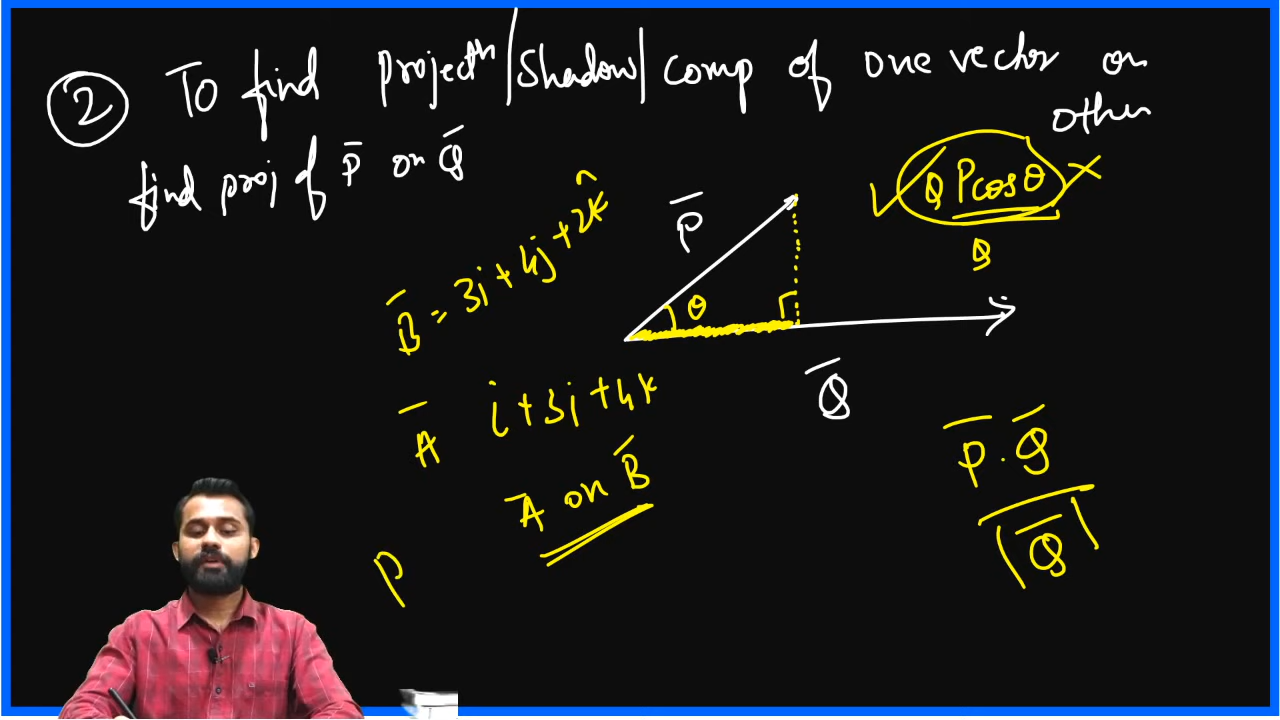 ② To find Projectⁿ/Shadow/comp of one vector on
other
find proj of P̄ on Q̄
✓ Q P cos θ ×
Q
P̄
B̄ = 3i + 4j + 2k̂
θ
Q̄
Ā i + 3j + 4k
P̄ . Q̄
|Q̄|
Ā on B̄
P